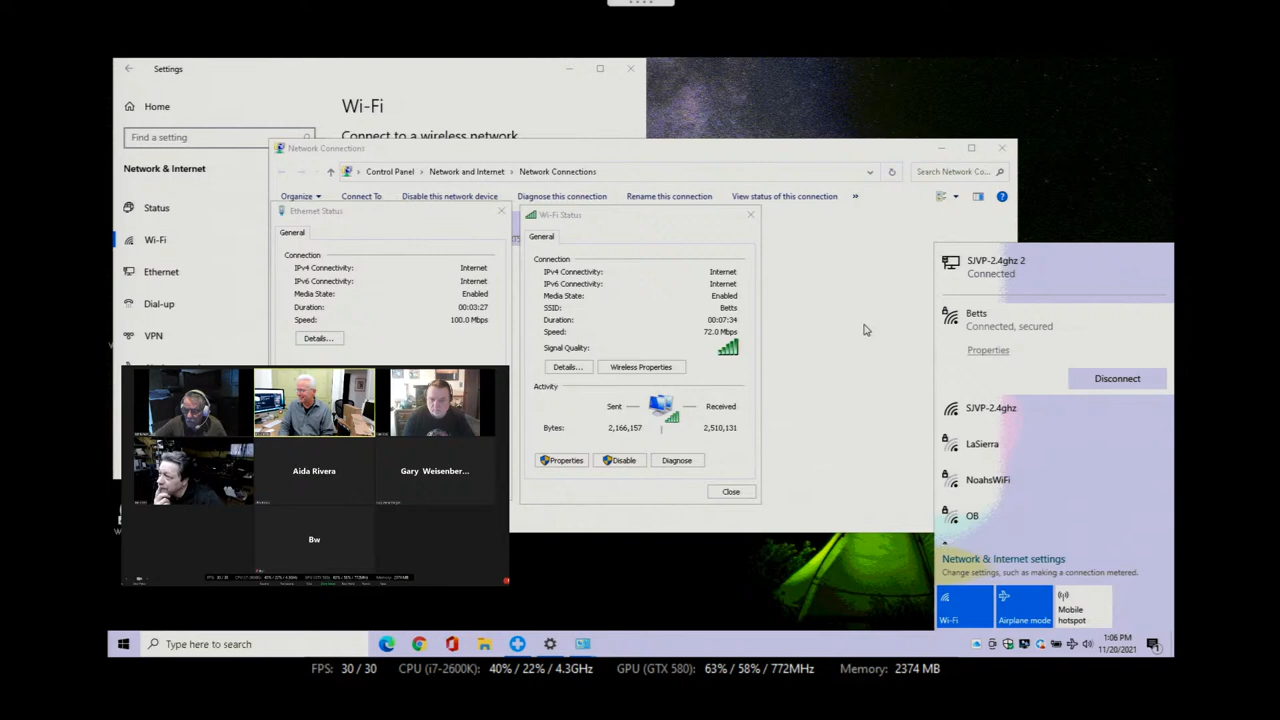 Settings
Home
Find a setting
Network & Internet
Status
Wi-Fi
Ethernet
Dial-up
VPN
Wi-Fi
Connect to a wireless network
Network Connections
Control Panel > Network and Internet > Network Connections
Search Network Co...
Organize
Connect To
Disable this network device
Diagnose this connection
Rename this connection
View status of this connection
»
Ethernet Status
General
Connection
IPv4 Connectivity: Internet
IPv6 Connectivity: Internet
Media State: Enabled
Duration: 00:03:27
Speed: 100.0 Mbps
Details...
Wi-Fi Status
General
Connection
IPv4 Connectivity: Internet
IPv6 Connectivity: Internet
Media State: Enabled
SSID: Betts
Duration: 00:07:34
Speed: 72.0 Mbps
Signal Quality:
Details...
Wireless Properties
Activity
Sent
Received
Bytes: 2,166,157 2,510,131
Properties
Disable
Diagnose
Close
SJVP-2.4ghz 2
Connected
Betts
Connected, secured
Properties
Disconnect
SJVP-2.4ghz
LaSierra
NoahsWiFi
OB
Network & Internet settings
Change settings, such as making a connection metered.
Wi-Fi
Airplane mode
Mobile
hotspot
Aida Rivera
Gary Weisenber...
Bw
Type here to search
1:06 PM
11/20/2021
FPS: 30 / 30 CPU (i7-2600K): 40% / 22% / 4.3GHz GPU (GTX 580): 63% / 58% / 772MHz Memory: 2374 MB